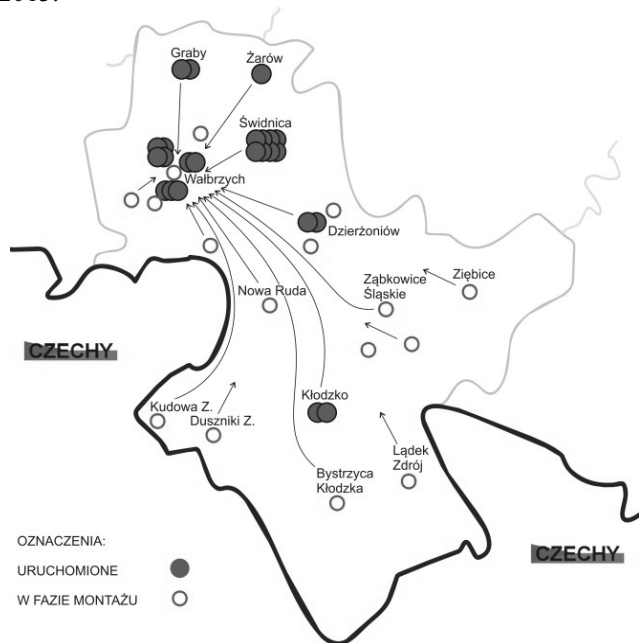 2015.
Graby
Żarów
Świdnica
Wałbrzych
Dzierżoniów
Ząbkowice
Śląskie
Ziębice
Nowa Ruda
CZECHY
Kłodzko
Kudowa Z.
Duszniki Z.
Lądek
Zdrój
Bystrzyca
Kłodzka
OZNACZENIA:
CZECHY
URUCHOMIONE
W FAZIE MONTAŻU